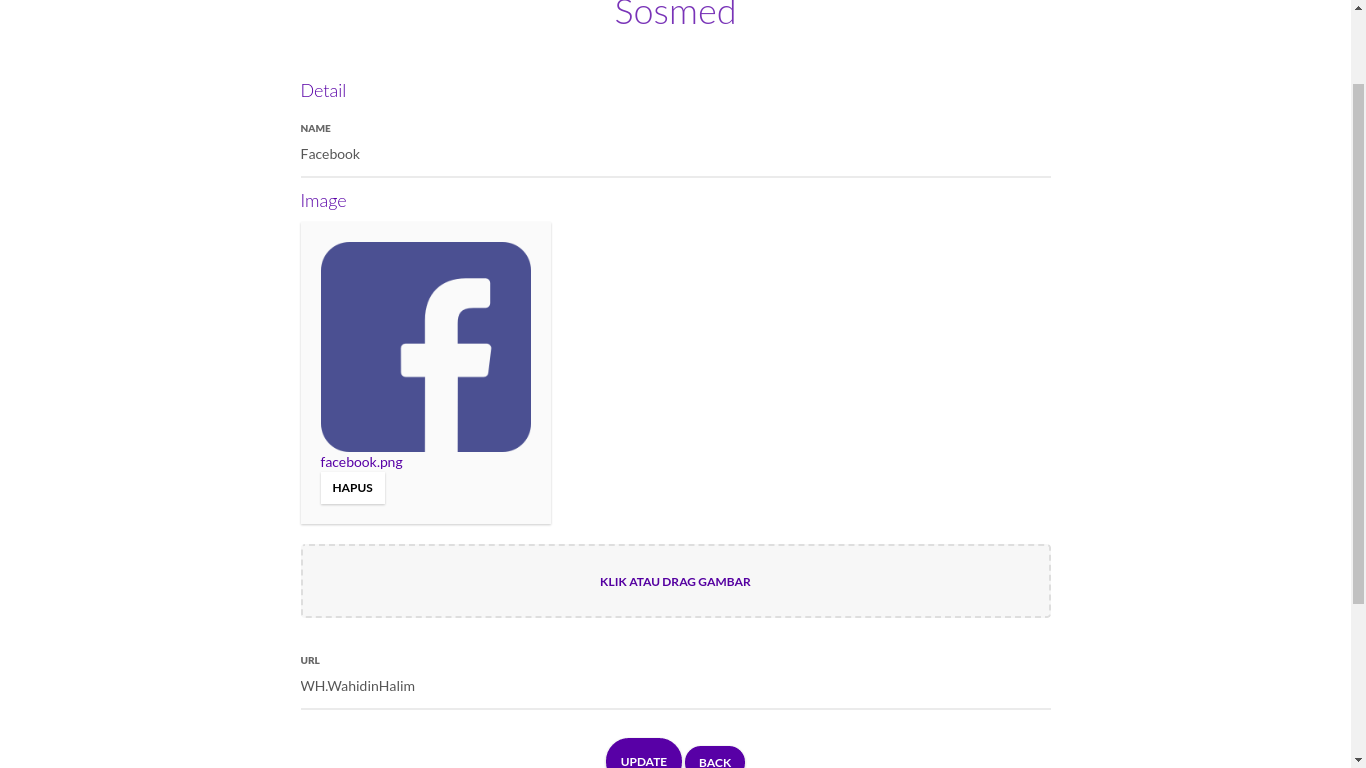 Sosmed
Detail
NAME
Facebook
Image
facebook.png
HAPUS
KLIK ATAU DRAG GAMBAR
URL
WH.WahidinHalim
UPDATE BACK